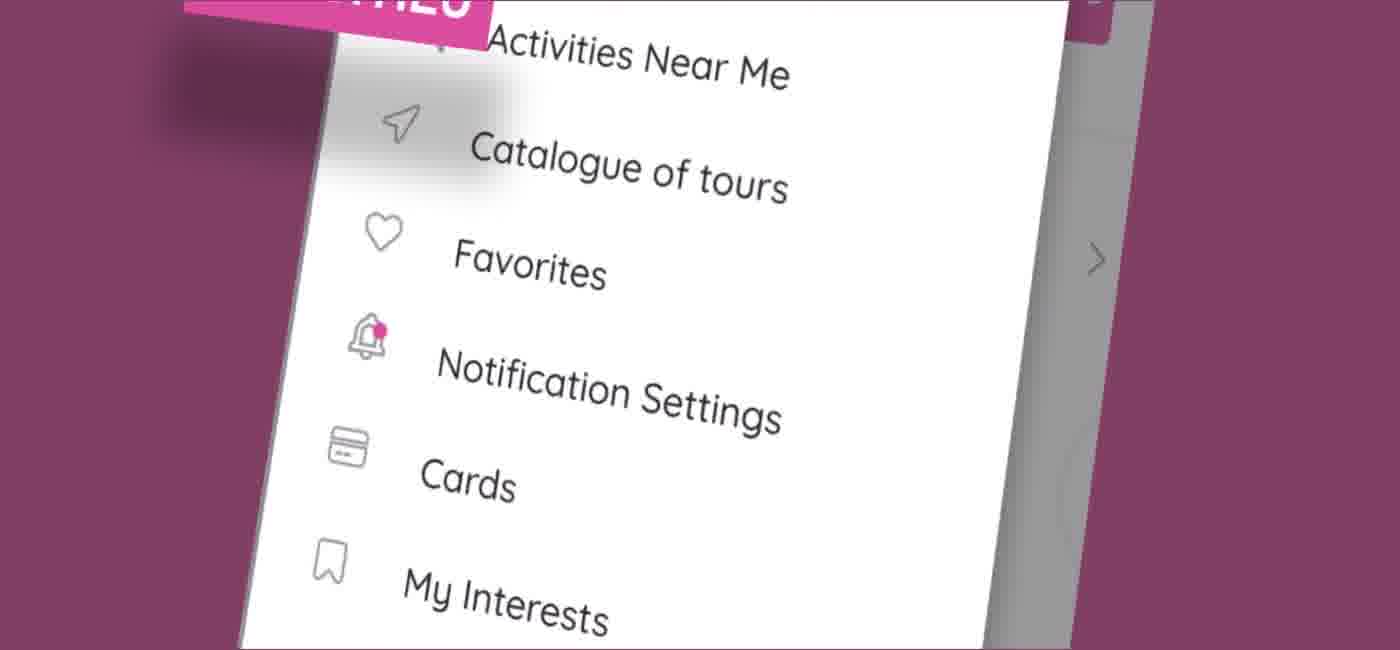 Activities Near Me
Catalogue of tours
Favorites
Notification Settings
Cards
My Interests